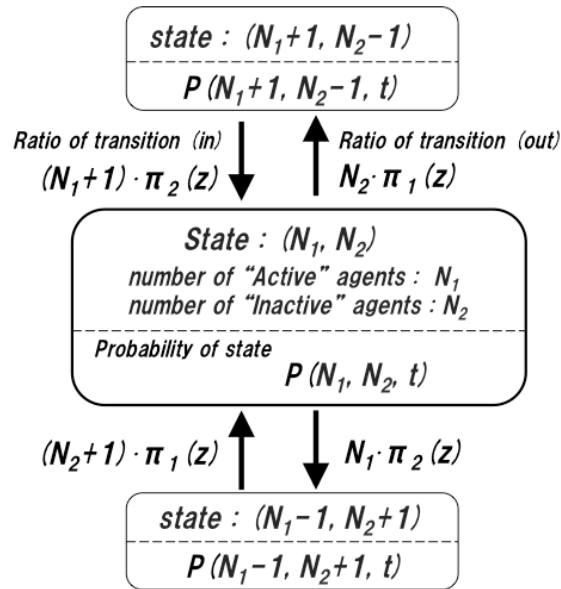 state : (N₁+1, N₂−1)
P(N₁+1, N₂−1, t)
Ratio of transition (in)
Ratio of transition (out)
(N₁+1)·π₂(z)
N₂·π₁(z)
State : (N₁, N₂)
number of “Active” agents : N₁
number of “Inactive” agents : N₂
Probability of state
P(N₁, N₂, t)
(N₂+1)·π₁(z)
N₁·π₂(z)
state : (N₁−1, N₂+1)
P(N₁−1, N₂+1, t)